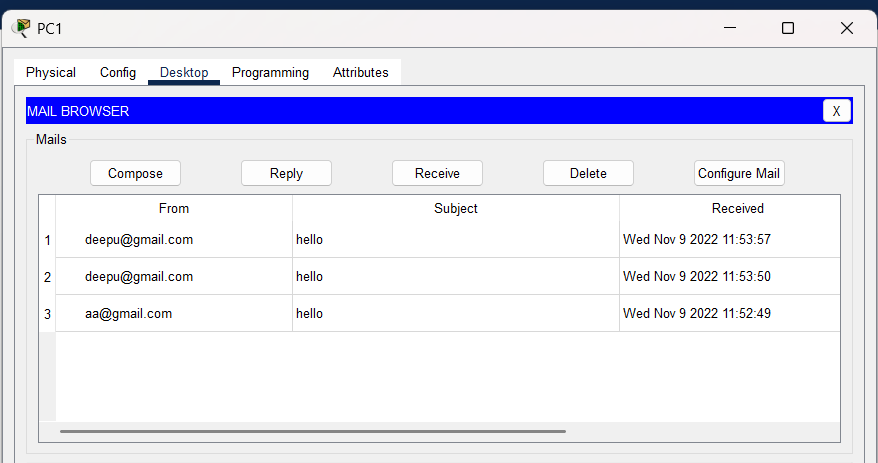 PC1
Physical Config Desktop Programming Attributes
MAIL BROWSER X
Mails
Compose Reply Receive Delete Configure Mail
From Subject Received
1 deepu@gmail.com hello Wed Nov 9 2022 11:53:57
2 deepu@gmail.com hello Wed Nov 9 2022 11:53:50
3 aa@gmail.com hello Wed Nov 9 2022 11:52:49